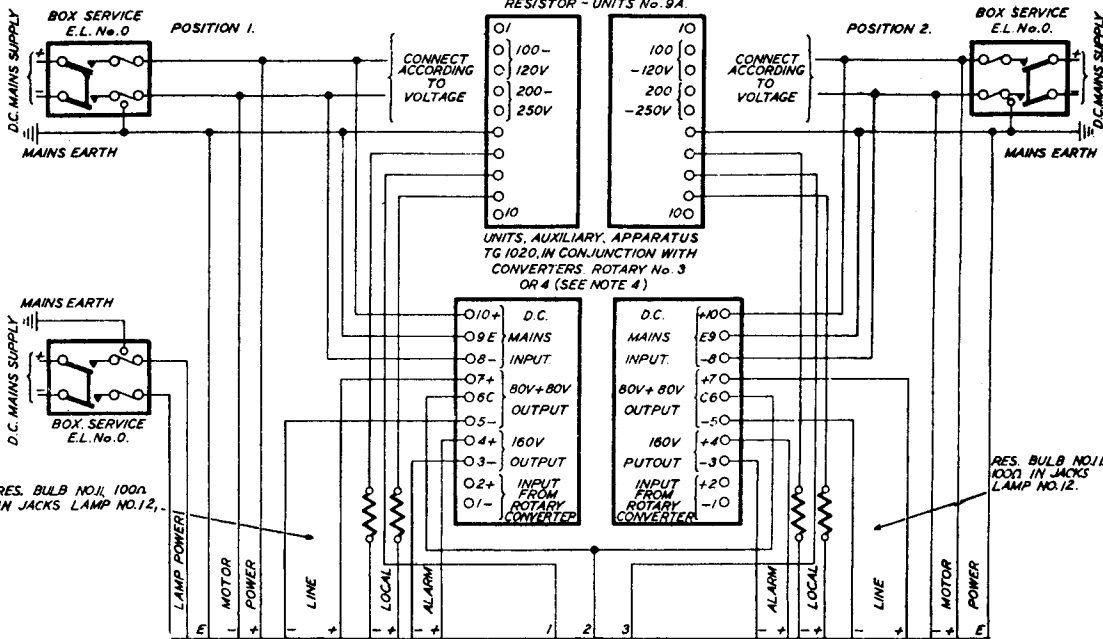 RESISTOR - UNITS No. 9A.
BOX SERVICE
E.L. No.0
POSITION 1.
D.C. MAINS SUPPLY
+
-
MAINS EARTH
CONNECT
ACCORDING
TO
VOLTAGE
1
100-
120V
200-
250V
10
1
100
-120V
200
-250V
10
CONNECT
ACCORDING
TO
VOLTAGE
POSITION 2.
BOX SERVICE
E.L. No.0.
D.C. MAINS SUPPLY
+
-
MAINS EARTH
UNITS, AUXILIARY, APPARATUS
TG 1020, IN CONJUNCTION WITH
CONVERTERS. ROTARY No. 3
OR 4 (SEE NOTE 4)
MAINS EARTH
D.C. MAINS SUPPLY
+
-
BOX. SERVICE
E.L. No.0.
10+ D.C.
9E MAINS
8- INPUT
7+ 80V+80V
6C OUTPUT
5-
4+ 160V
3- OUTPUT
2+ INPUT
FROM
1- ROTARY
CONVERTER
D.C. +10
MAINS E9
INPUT. -8
80V+80V +7
OUTPUT C6
-5
160V +4
PUTOUT -3
INPUT +2
FROM
ROTARY -1
CONVERTER
RES. BULB NO.11, 100Ω
IN JACKS LAMP NO.12,
RES. BULB NO.11
100Ω IN JACKS
LAMP NO.12.
LAMP POWER
MOTOR
POWER
LINE
LOCAL
ALARM
ALARM
LOCAL
LINE
MOTOR
POWER
E - + - + - + - + 1 2 3 - + - + - + - + E